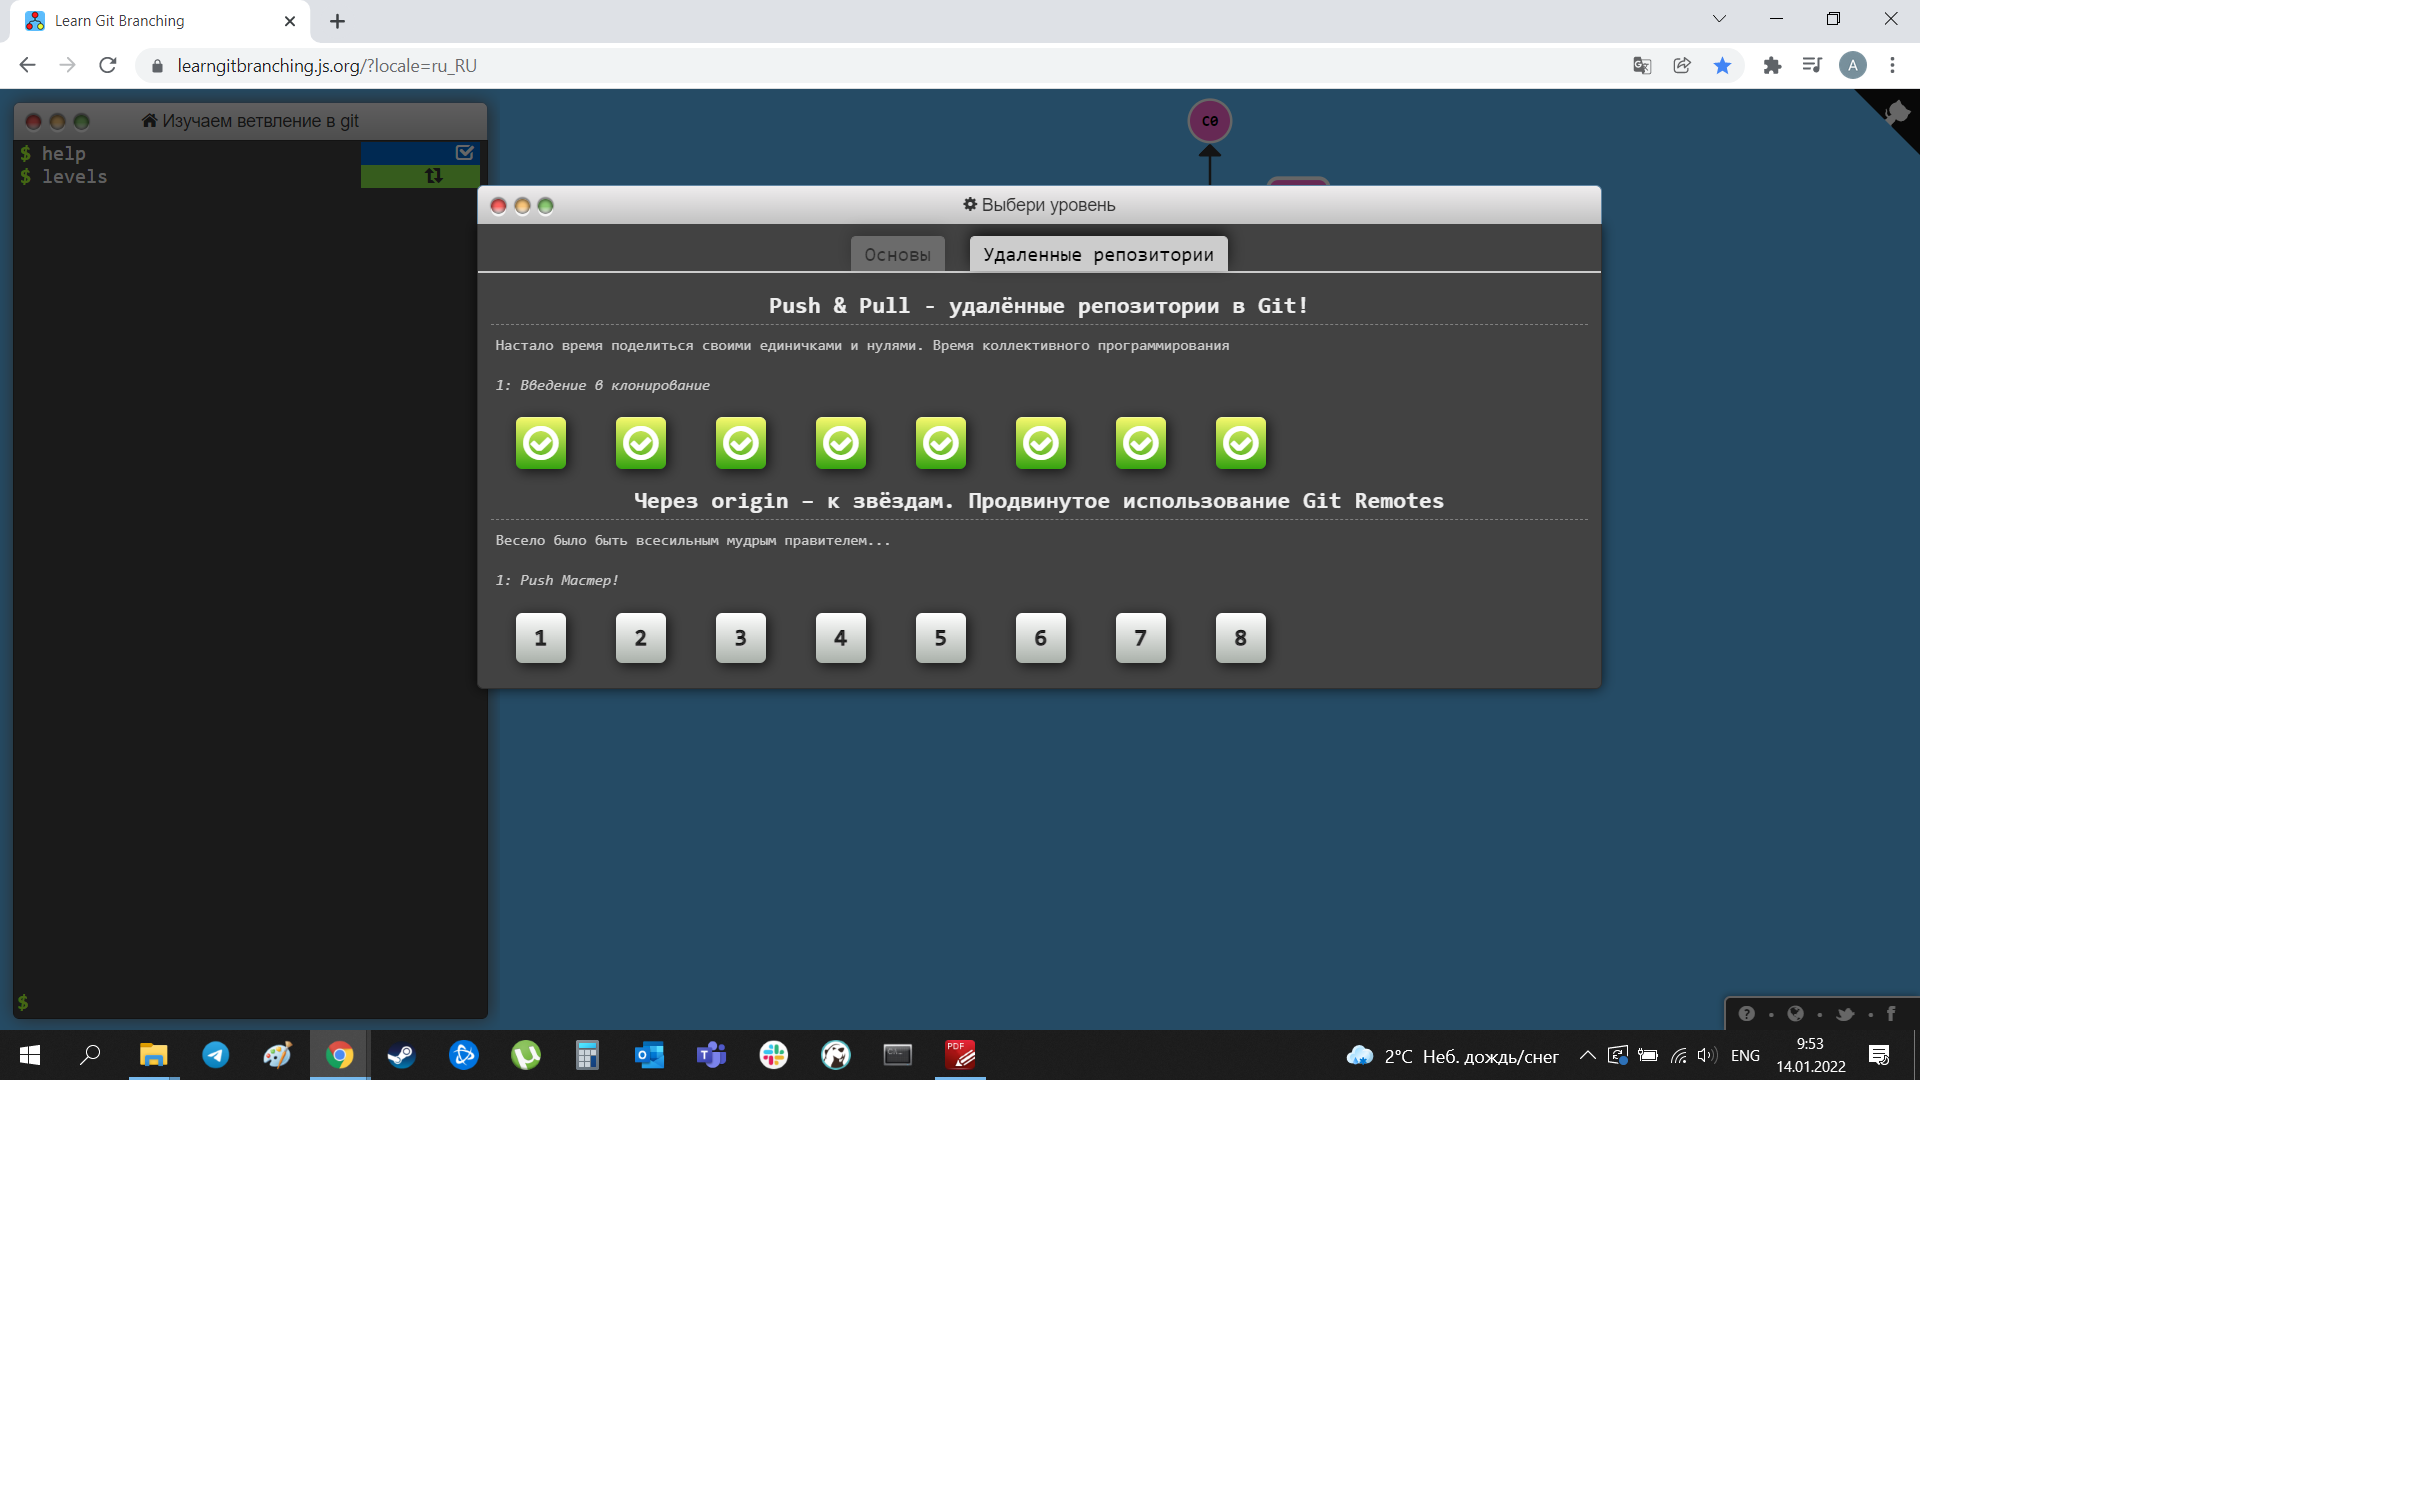 Learn Git Branching
learngitbranching.js.org/?locale=ru_RU
A
Изучаем ветвление в git
$ help
$ levels
C0
Выбери уровень
Основы
Удаленные репозитории
Push & Pull - удалённые репозитории в Git!
Настало время поделиться своими единичками и нулями. Время коллективного программирования
1: Введение в клонирование
Через origin – к звёздам. Продвинутое использование Git Remotes
Весело было быть всесильным мудрым правителем...
1: Push Мастер!
1 2 3 4 5 6 7 8
$
PDF
2°C Неб. дождь/снег
ENG
9:53
14.01.2022